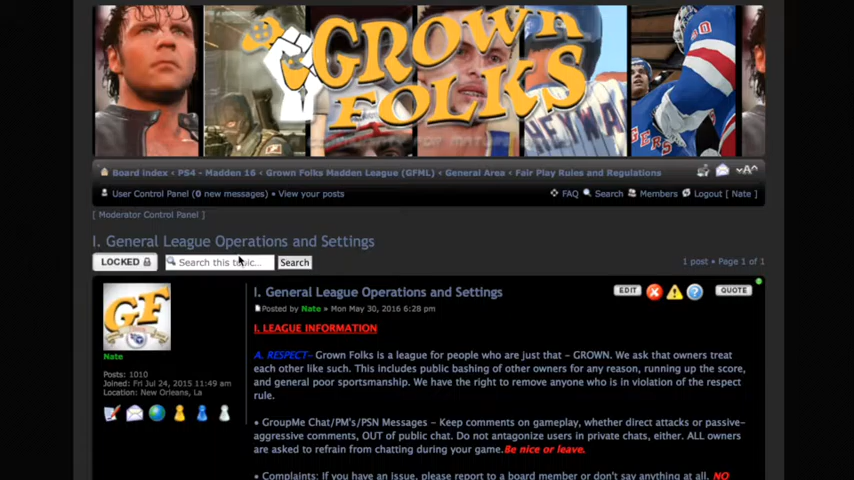 GROWN
FOLKS
HEYWA
GERS
Board index ‹ PS4 - Madden 16 ‹ Grown Folks Madden League (GFML) ‹ General Area ‹ Fair Play Rules and Regulations
User Control Panel (0 new messages) • View your posts
FAQ Search Members Logout [ Nate ]
[ Moderator Control Panel ]
I. General League Operations and Settings
LOCKED Search this topic... Search 1 post • Page 1 of 1
I. General League Operations and Settings EDIT QUOTE
Posted by Nate » Mon May 30, 2016 6:28 pm
I. LEAGUE INFORMATION
GF
Nate
Posts: 1010
Joined: Fri Jul 24, 2015 11:49 am
Location: New Orleans, La
A. RESPECT- Grown Folks is a league for people who are just that – GROWN. We ask that owners treat
each other like such. This includes public bashing of other owners for any reason, running up the score,
and general poor sportsmanship. We have the right to remove anyone who is in violation of the respect
rule.
• GroupMe Chat/PM's/PSN Messages – Keep comments on gameplay, whether direct attacks or passive-
aggressive comments, OUT of public chat. Do not antagonize users in private chats, either. ALL owners
are asked to refrain from chatting during your game. Be nice or leave.
• Complaints: If you have an issue, please report to a board member or don't say anything at all. NO